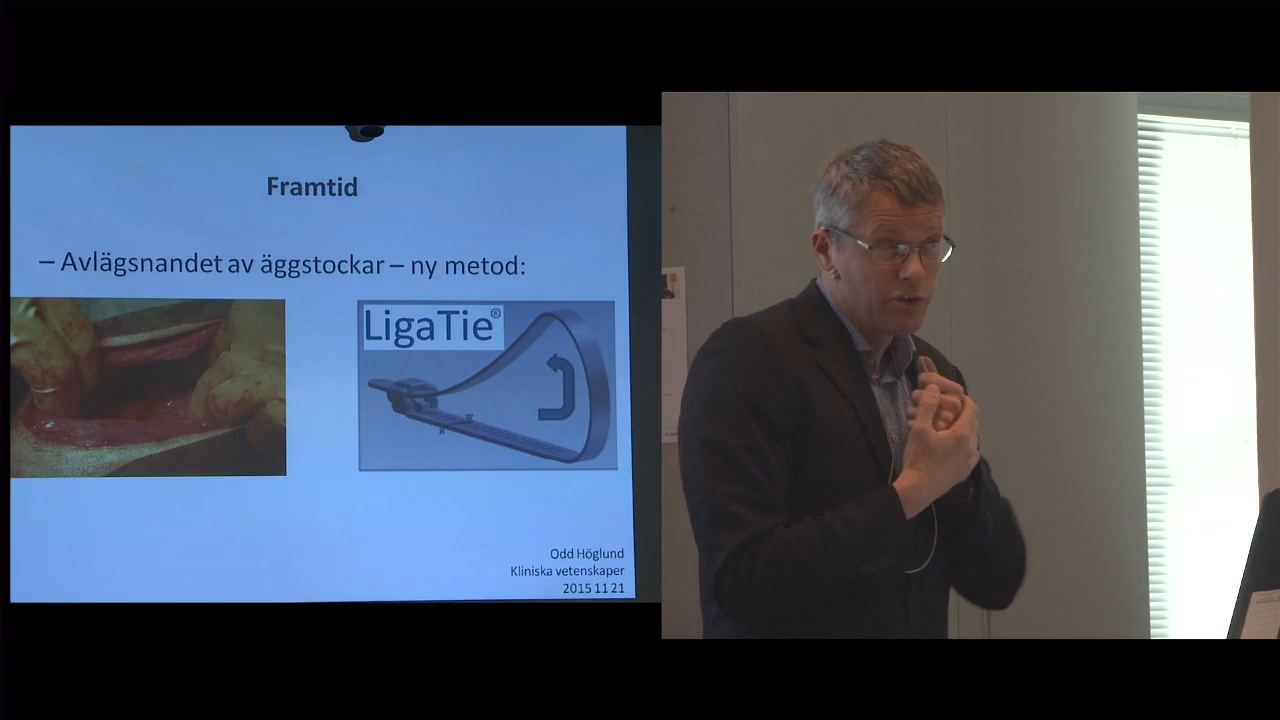 Framtid
– Avlägsnandet av äggstockar – ny metod:
LigaTie®
Odd Höglund
Kliniska vetenskaper
2015 11 21